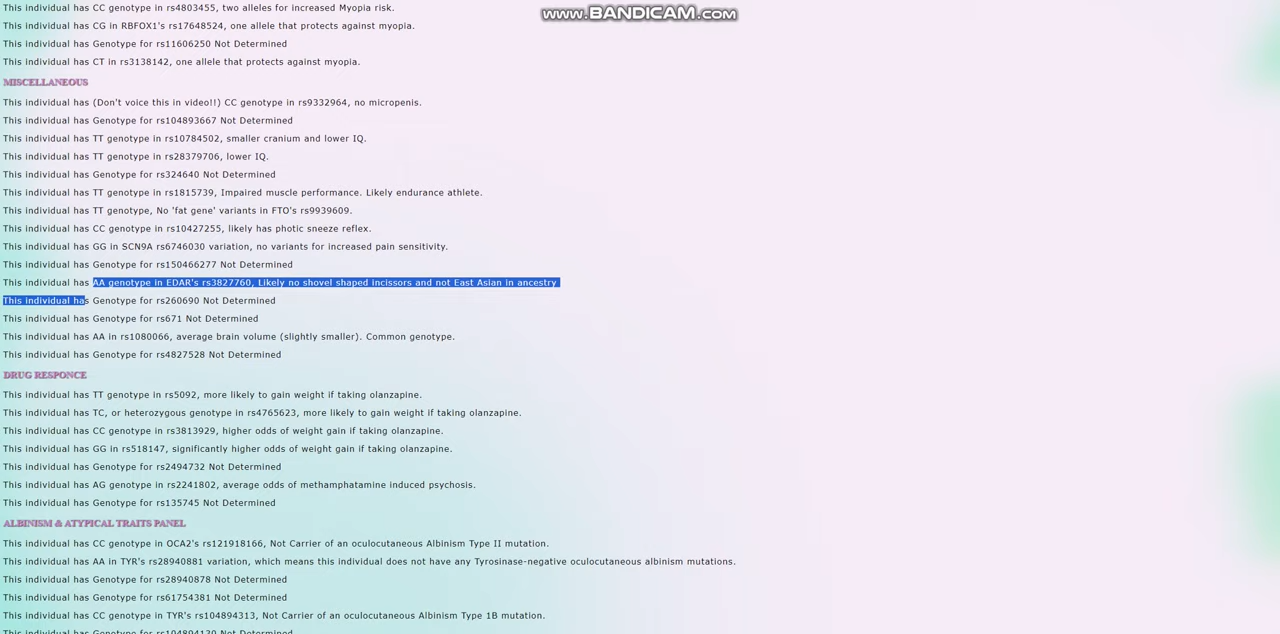 This individual has CC genotype in rs4803455, two alleles for increased Myopia risk.
www.BANDICAM.com
This individual has CG in RBFOX1's rs17648524, one allele that protects against myopia.
This individual has Genotype for rs11606250 Not Determined
This individual has CT in rs3138142, one allele that protects against myopia.
MISCELLANEOUS
This individual has (Don't voice this in video!!) CC genotype in rs9332964, no micropenis.
This individual has Genotype for rs104893667 Not Determined
This individual has TT genotype in rs10784502, smaller cranium and lower IQ.
This individual has TT genotype in rs28379706, lower IQ.
This individual has Genotype for rs324640 Not Determined
This individual has TT genotype in rs1815739, Impaired muscle performance. Likely endurance athlete.
This individual has TT genotype, No 'fat gene' variants in FTO's rs9939609.
This individual has CC genotype in rs10427255, likely has photic sneeze reflex.
This individual has GG in SCN9A rs6746030 variation, no variants for increased pain sensitivity.
This individual has Genotype for rs150466277 Not Determined
This individual has AA genotype in EDAR's rs3827760, Likely no shovel shaped incissors and not East Asian in ancestry
This individual has Genotype for rs260690 Not Determined
This individual has Genotype for rs671 Not Determined
This individual has AA in rs1080066, average brain volume (slightly smaller). Common genotype.
This individual has Genotype for rs4827528 Not Determined
DRUG RESPONCE
This individual has TT genotype in rs5092, more likely to gain weight if taking olanzapine.
This individual has TC, or heterozygous genotype in rs4765623, more likely to gain weight if taking olanzapine.
This individual has CC genotype in rs3813929, higher odds of weight gain if taking olanzapine.
This individual has GG in rs518147, significantly higher odds of weight gain if taking olanzapine.
This individual has Genotype for rs2494732 Not Determined
This individual has AG genotype in rs2241802, average odds of methamphatamine induced psychosis.
This individual has Genotype for rs135745 Not Determined
ALBINISM & ATYPICAL TRAITS PANEL
This individual has CC genotype in OCA2's rs121918166, Not Carrier of an oculocutaneous Albinism Type II mutation.
This individual has AA in TYR's rs28940881 variation, which means this individual does not have any Tyrosinase-negative oculocutaneous albinism mutations.
This individual has Genotype for rs28940878 Not Determined
This individual has Genotype for rs61754381 Not Determined
This individual has CC genotype in TYR's rs104894313, Not Carrier of an oculocutaneous Albinism Type 1B mutation.
This individual has Genotype for rs104894130 Not Determined